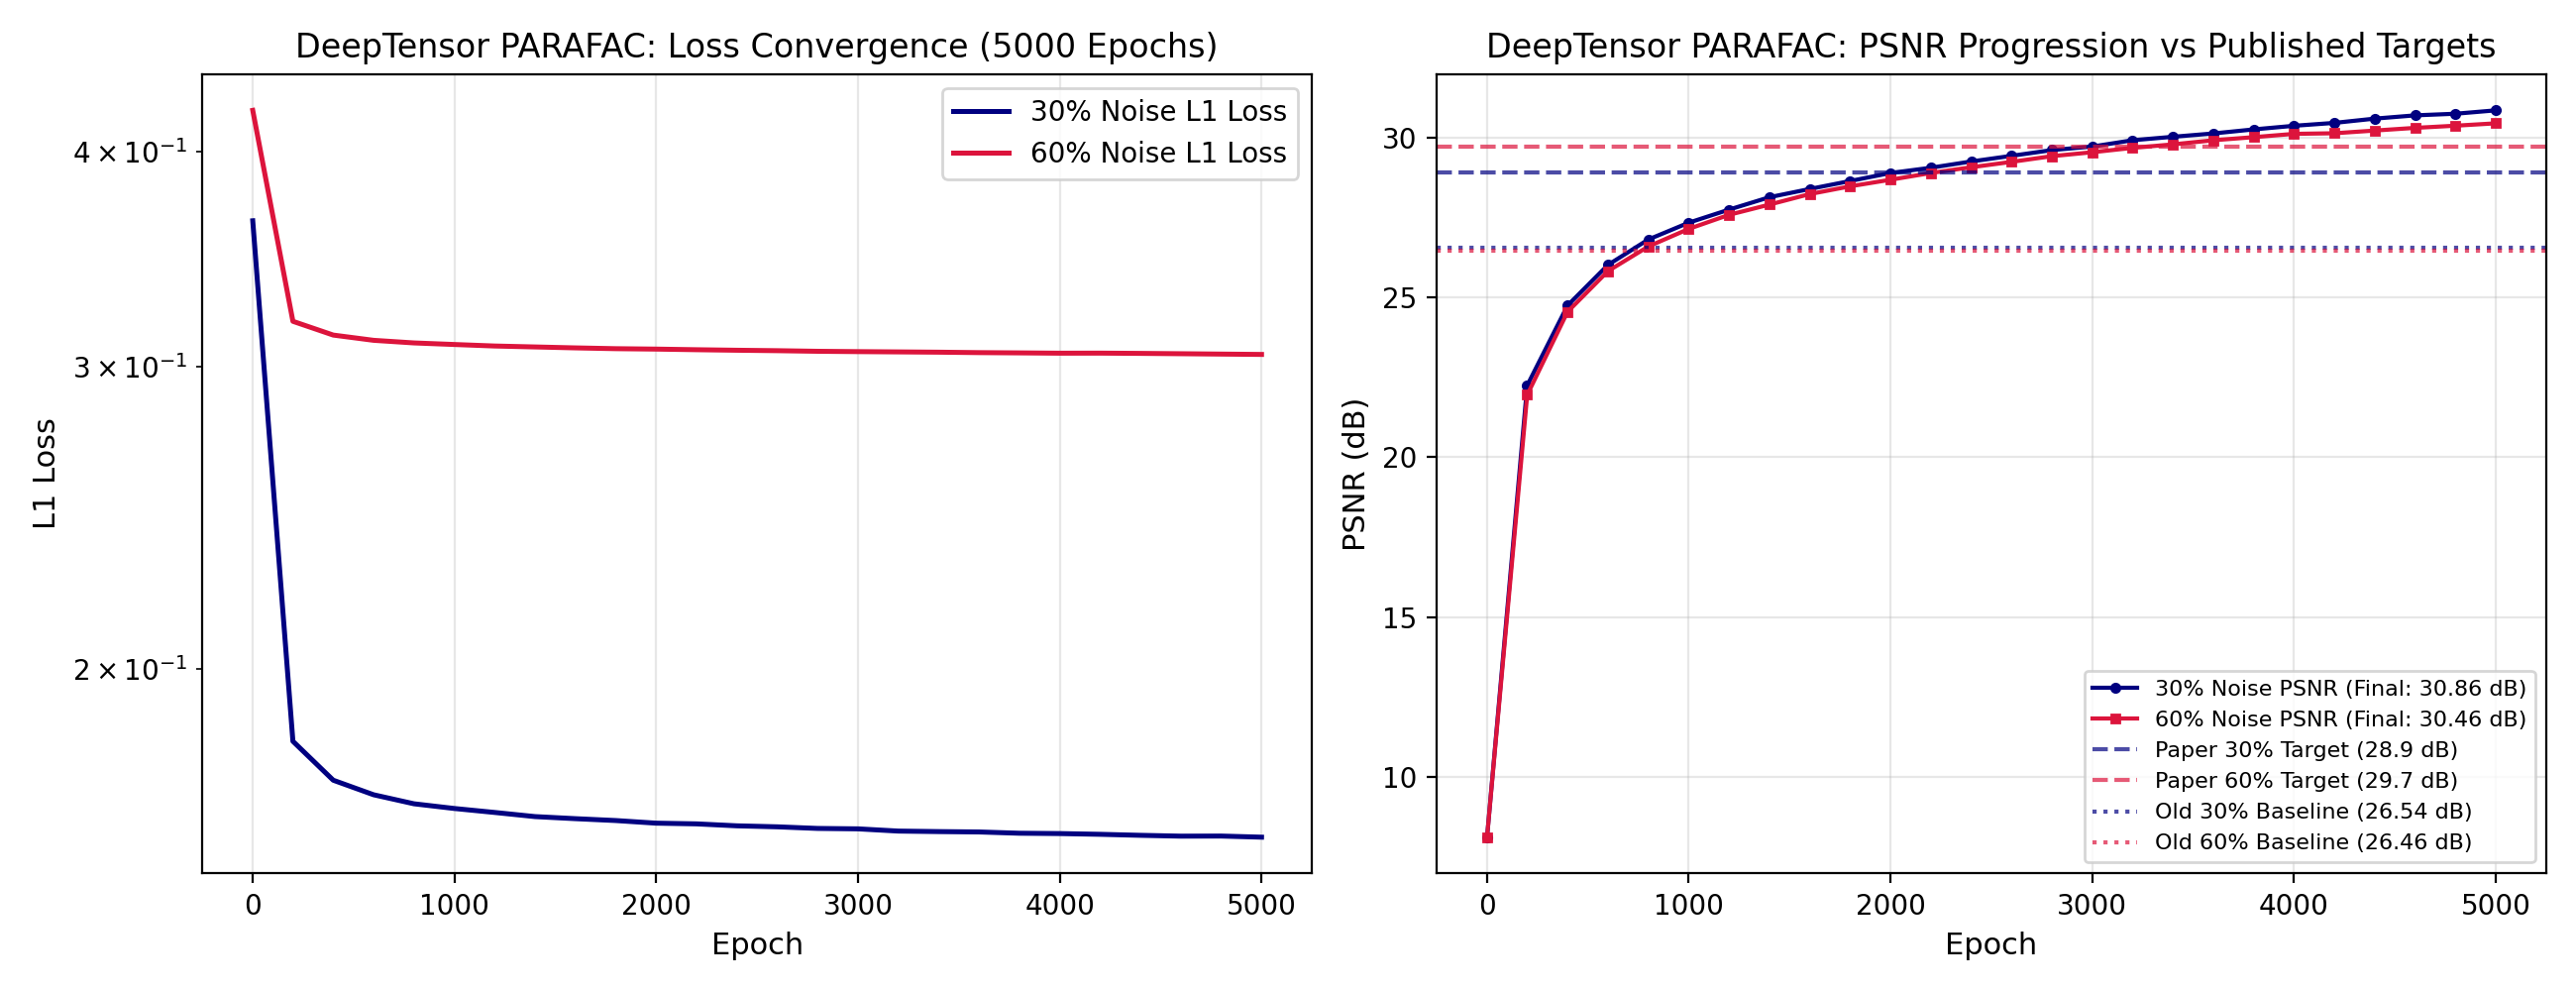 DeepTensor PARAFAC: Loss Convergence (5000 Epochs)
30% Noise L1 Loss
60% Noise L1 Loss
4 × 10⁻¹
3 × 10⁻¹
2 × 10⁻¹
L1 Loss
0 1000 2000 3000 4000 5000
Epoch
DeepTensor PARAFAC: PSNR Progression vs Published Targets
30
25
20
15
10
PSNR (dB)
30% Noise PSNR (Final: 30.86 dB)
60% Noise PSNR (Final: 30.46 dB)
Paper 30% Target (28.9 dB)
Paper 60% Target (29.7 dB)
Old 30% Baseline (26.54 dB)
Old 60% Baseline (26.46 dB)
0 1000 2000 3000 4000 5000
Epoch